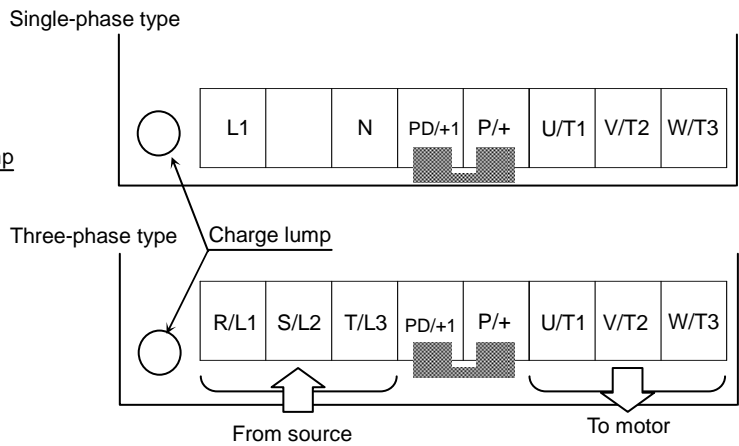 Single-phase type
L1 N PD/+1 P/+ U/T1 V/T2 W/T3
Three-phase type Charge lump
R/L1 S/L2 T/L3 PD/+1 P/+ U/T1 V/T2 W/T3
From source To motor